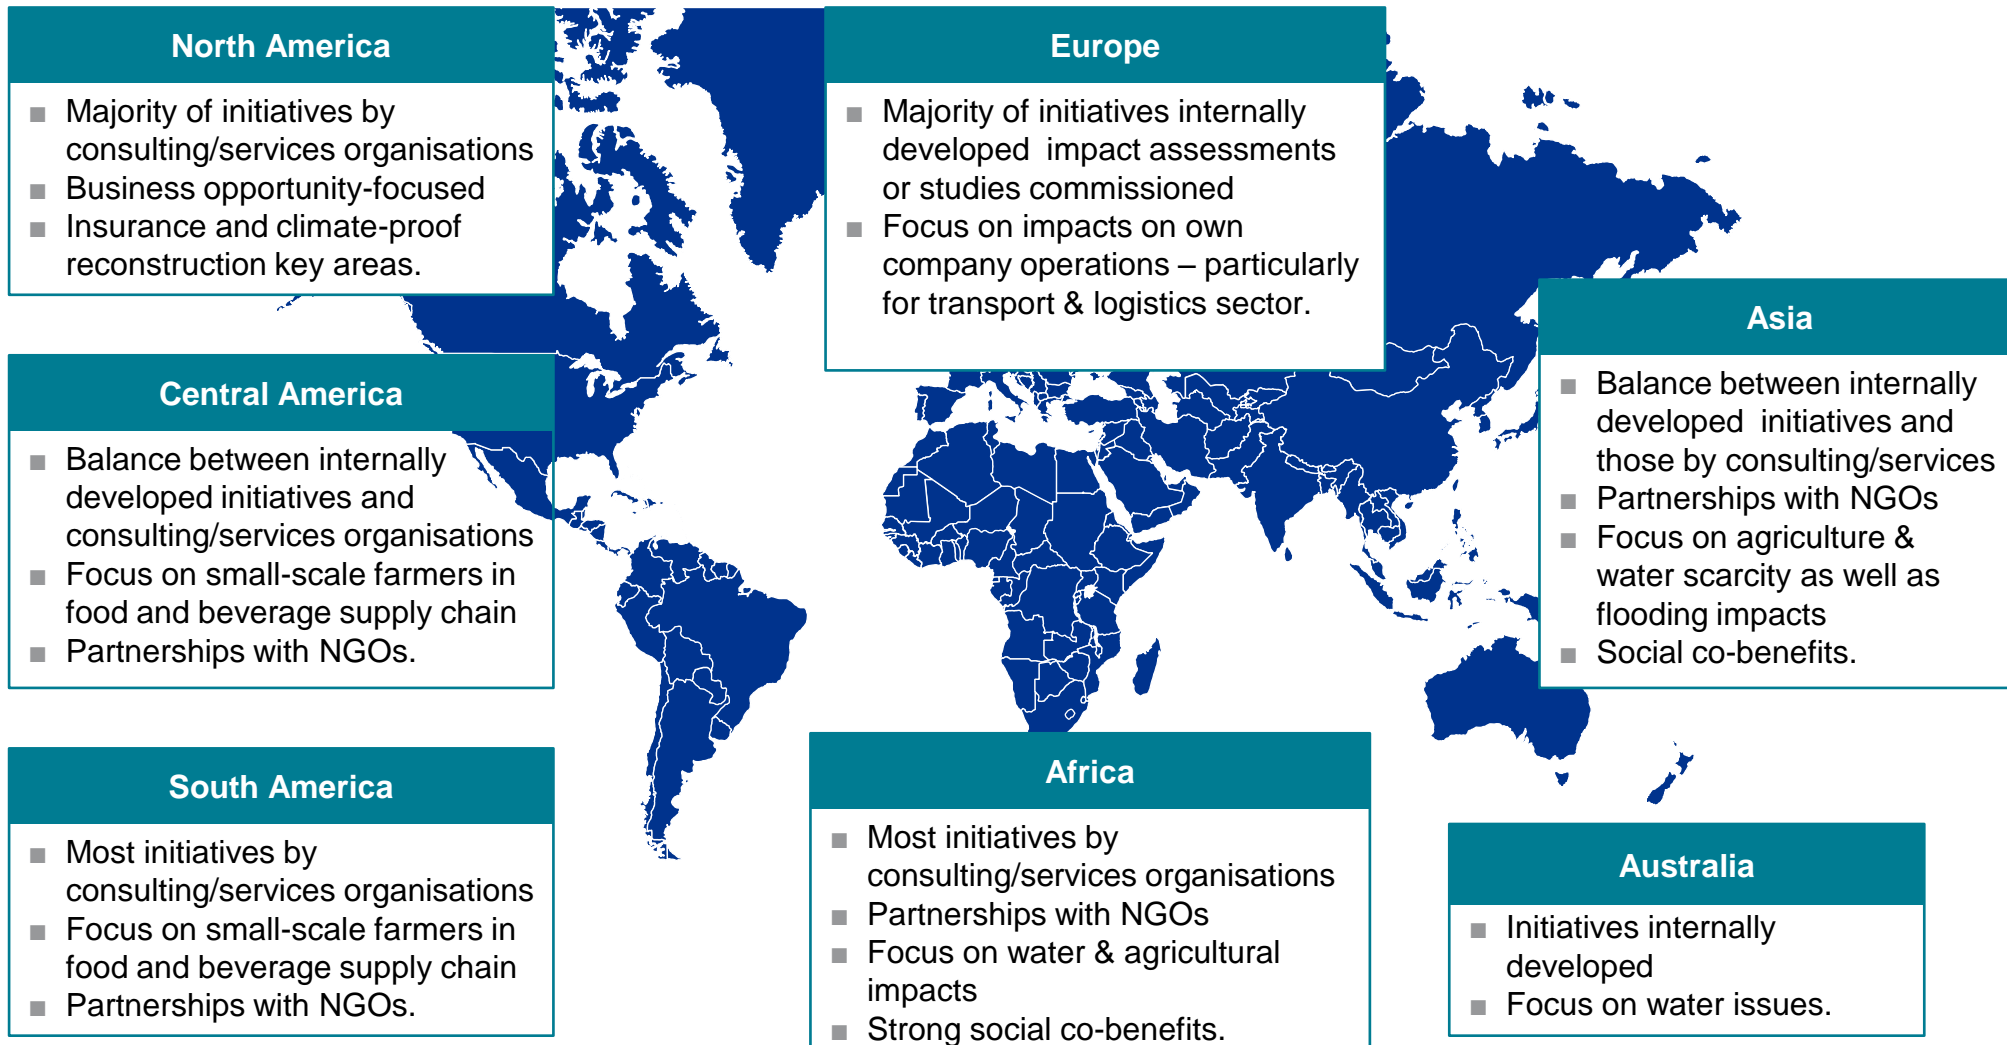 North America
■ Majority of initiatives by
consulting/services organisations
■ Business opportunity-focused
■ Insurance and climate-proof
reconstruction key areas.
Europe
■ Majority of initiatives internally
developed  impact assessments
or studies commissioned
■ Focus on impacts on own
company operations – particularly
for transport & logistics sector.
Asia
■ Balance between internally
developed  initiatives and
those by consulting/services
■ Partnerships with NGOs
■ Focus on agriculture &
water scarcity as well as
flooding impacts
■ Social co-benefits.
Central America
■ Balance between internally
developed initiatives and
consulting/services organisations
■ Focus on small-scale farmers in
food and beverage supply chain
■ Partnerships with NGOs.
South America
■ Most initiatives by
consulting/services organisations
■ Focus on small-scale farmers in
food and beverage supply chain
■ Partnerships with NGOs.
Africa
■ Most initiatives by
consulting/services organisations
■ Partnerships with NGOs
■ Focus on water & agricultural
impacts
■ Strong social co-benefits.
Australia
■ Initiatives internally
developed
■ Focus on water issues.